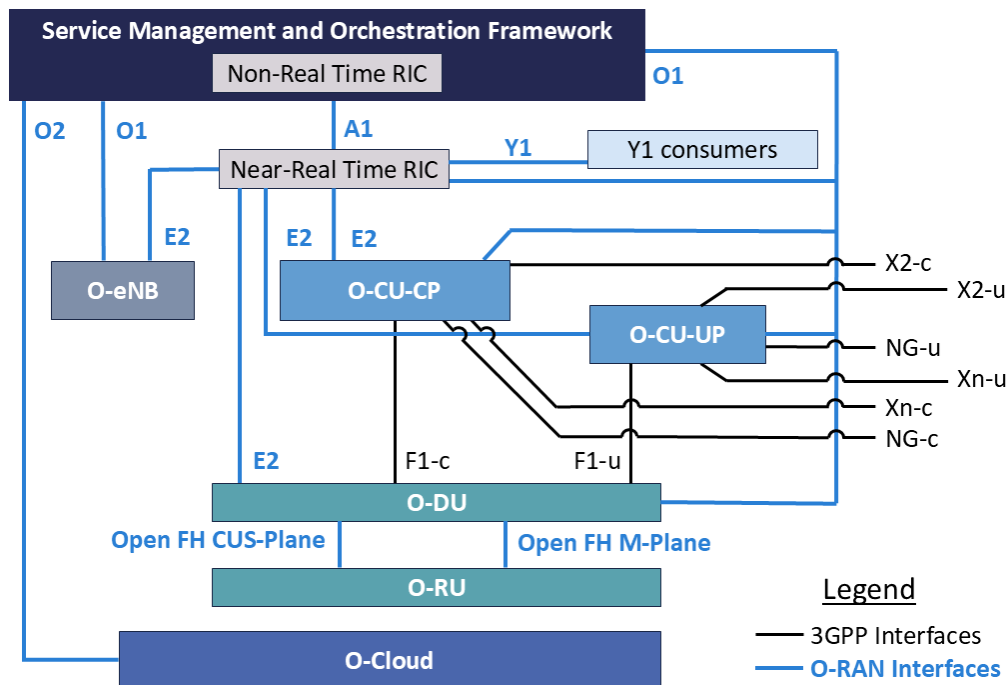 Service Management and Orchestration Framework
Non-Real Time RIC
O1
O2
O1
A1
Near-Real Time RIC
Y1
Y1 consumers
E2
E2
E2
O-eNB
O-CU-CP
X2-c
X2-u
O-CU-UP
NG-u
Xn-u
Xn-c
NG-c
E2
F1-c
F1-u
O-DU
Open FH CUS-Plane
Open FH M-Plane
O-RU
Legend
3GPP Interfaces
O-Cloud
O-RAN Interfaces